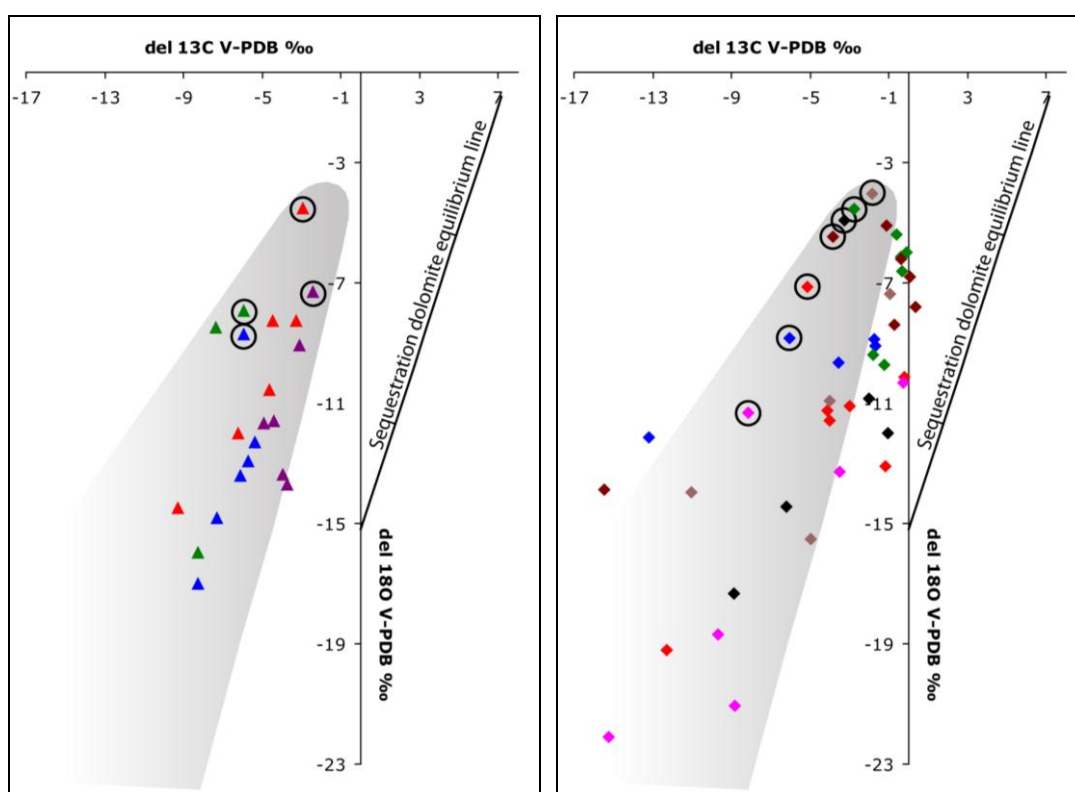 del 13C V-PDB ‰
-17 -13 -9 -5 -1 3 7
-3
-7
-11
-15
-19
-23
Sequestration dolomite equilibrium line
del 18O V-PDB ‰
del 13C V-PDB ‰
-17 -13 -9 -5 -1 3 7
-3
-7
-11
-15
-19
-23
Sequestration dolomite equilibrium line
del 18O V-PDB ‰